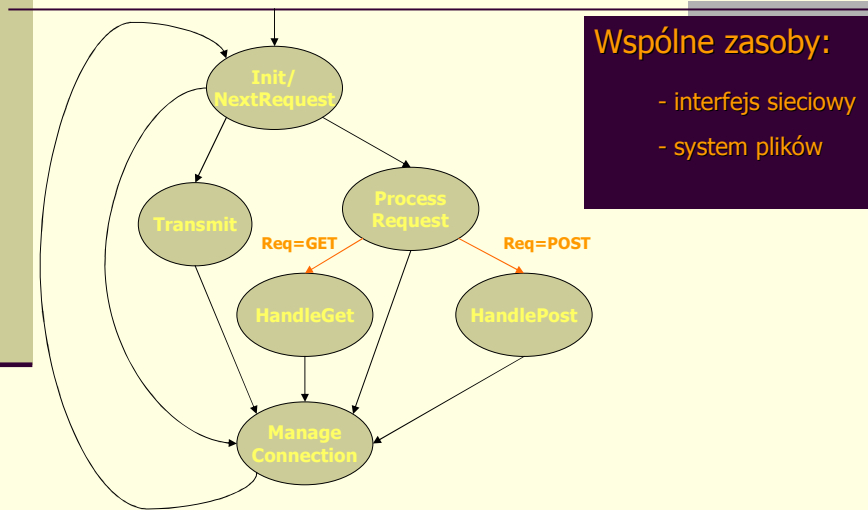 Wspólne zasoby:
- interfejs sieciowy
- system plików
Init/
NextRequest
Transmit
Process
Request
Req=GET
Req=POST
HandleGet
HandlePost
Manage
Connection